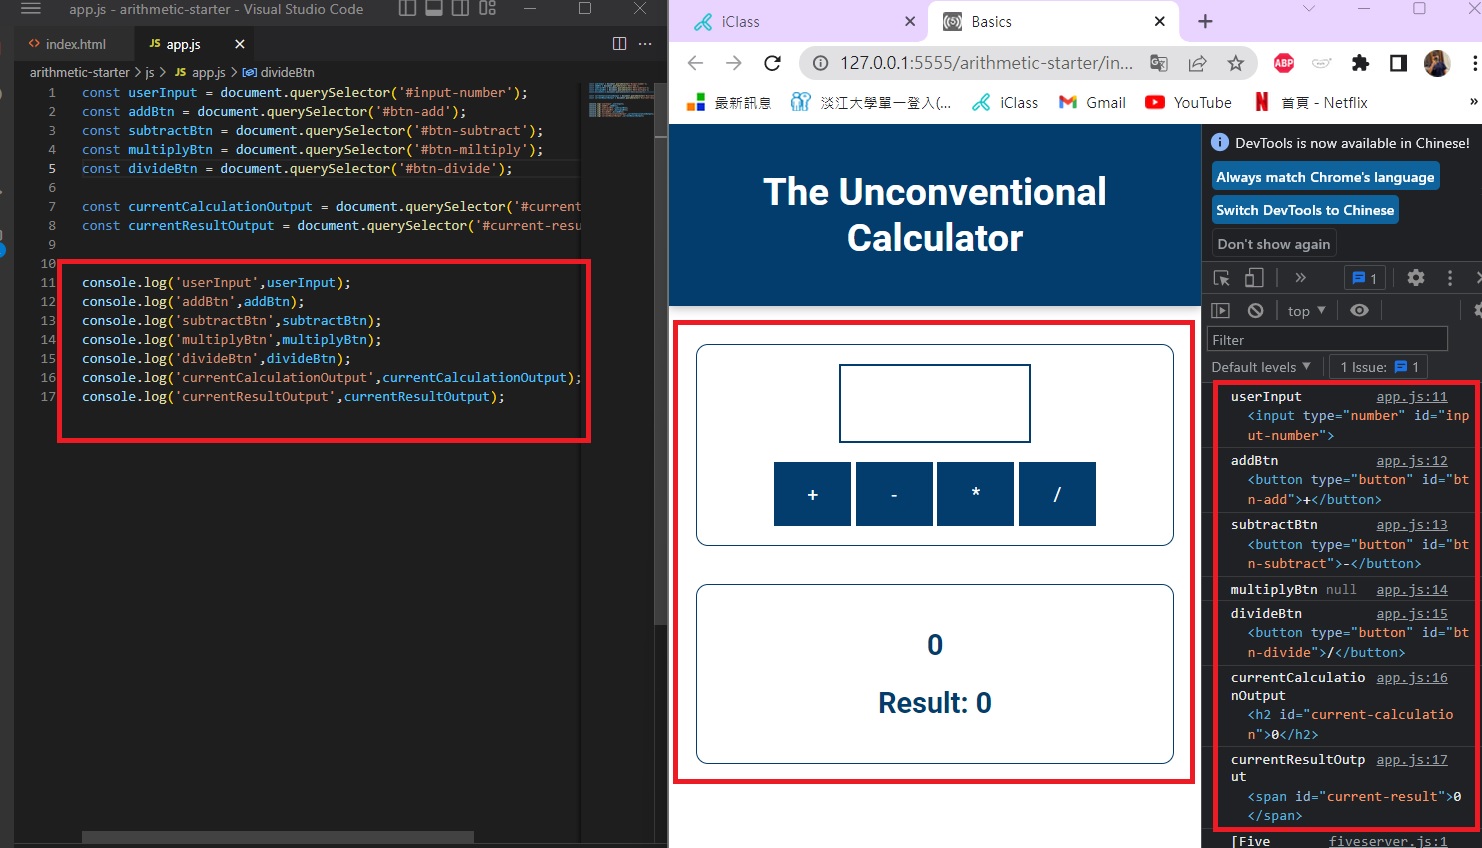 app.js - arithmetic-starter - Visual Studio Code
index.html
JS app.js
arithmetic-starter > js > JS app.js > divideBtn
1 const userInput = document.querySelector('#input-number');
2 const addBtn = document.querySelector('#btn-add');
3 const subtractBtn = document.querySelector('#btn-subtract');
4 const multiplyBtn = document.querySelector('#btn-miltiply');
5 const divideBtn = document.querySelector('#btn-divide');
6
7 const currentCalculationOutput = document.querySelector('#current
8 const currentResultOutput = document.querySelector('#current-resu
9
10
11 console.log('userInput',userInput);
12 console.log('addBtn',addBtn);
13 console.log('subtractBtn',subtractBtn);
14 console.log('multiplyBtn',multiplyBtn);
15 console.log('divideBtn',divideBtn);
16 console.log('currentCalculationOutput',currentCalculationOutput);
17 console.log('currentResultOutput',currentResultOutput);
iClass
Basics
127.0.0.1:5555/arithmetic-starter/in...
ABP
最新訊息
淡江大學單一登入(...
iClass
Gmail
YouTube
首頁 - Netflix
»
The Unconventional
Calculator
+ - * /
0
Result: 0
DevTools is now available in Chinese!
Always match Chrome's language
Switch DevTools to Chinese
Don't show again
» 1
top
Filter
Default levels 1 Issue: 1
userInput app.js:11
<input type="number" id="inp
ut-number">
addBtn app.js:12
<button type="button" id="bt
n-add">+</button>
subtractBtn app.js:13
<button type="button" id="bt
n-subtract">-</button>
multiplyBtn null app.js:14
divideBtn app.js:15
<button type="button" id="bt
n-divide">/</button>
currentCalculatio app.js:16
nOutput
<h2 id="current-calculatio
n">0</h2>
currentResultOutp app.js:17
ut
<span id="current-result">0
</span>
[Five fiveserver.js:1